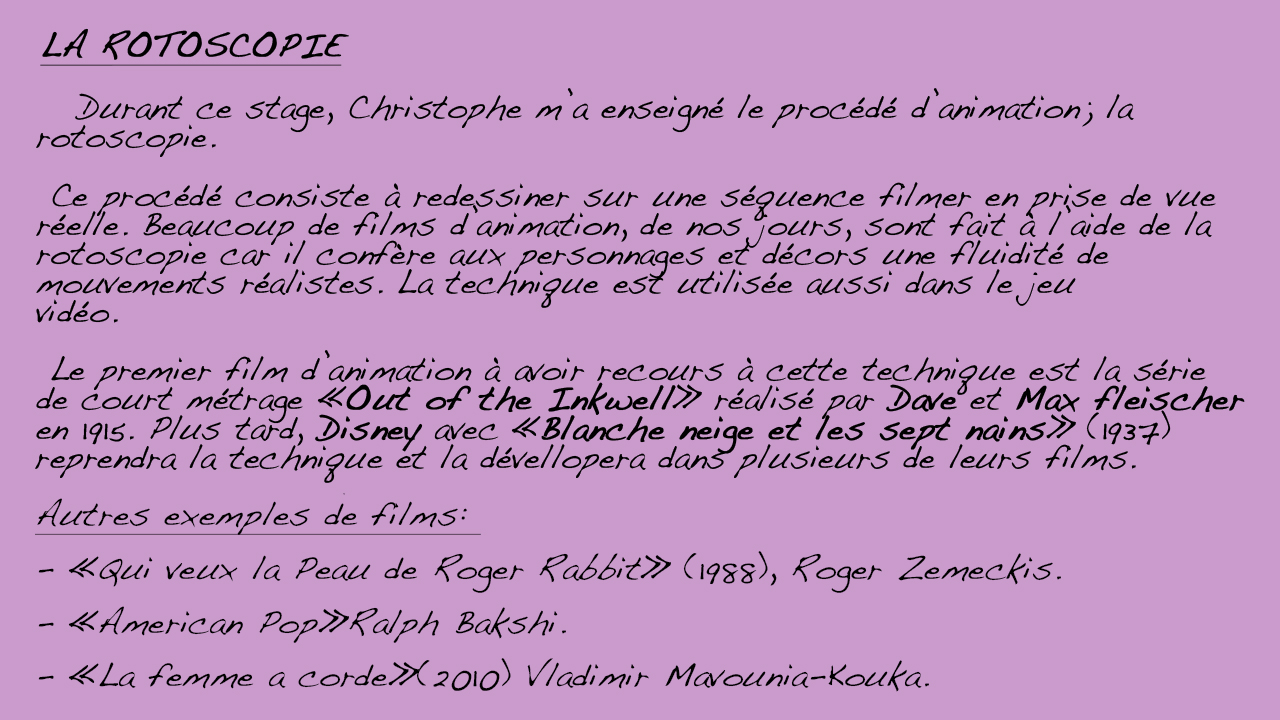 LA ROTOSCOPIE
Durant ce stage, Christophe m'a enseigné le procédé d'animation; la
rotoscopie.
Ce procédé consiste à redessiner sur une séquence filmer en prise de vue
réelle. Beaucoup de films d'animation, de nos jours, sont fait à l'aide de la
rotoscopie car il confère aux personnages et décors une fluidité de
mouvements réalistes. La technique est utilisée aussi dans le jeu
vidéo.
Le premier film d'animation à avoir recours à cette technique est la série
de court métrage «Out of the Inkwell» réalisé par Dave et Max fleischer
en 1915. Plus tard, Disney avec «Blanche neige et les sept nains» (1937)
reprendra la technique et la dévellopera dans plusieurs de leurs films.
Autres exemples de films:
- «Qui veux la Peau de Roger Rabbit» (1988), Roger Zemeckis.
- «American Pop»Ralph Bakshi.
- «La femme a corde»(2010) Vladimir Mavounia-Kouka.